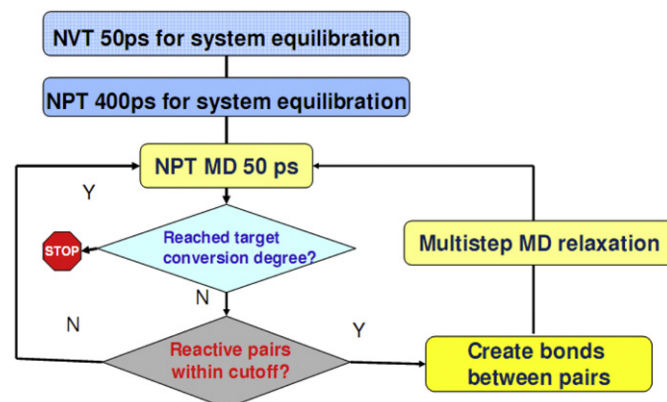 NVT 50ps for system equilibration
NPT 400ps for system equilibration
NPT MD 50 ps
Y
STOP
Reached target
conversion degree?
Multistep MD relaxation
N
N
Y
Reactive pairs
within cutoff?
Create bonds
between pairs